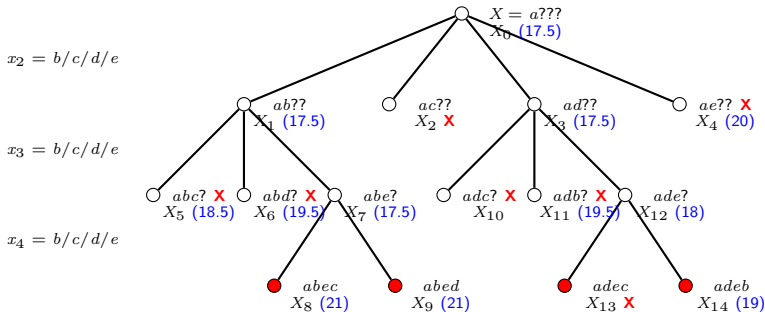 X = a???
X0 (17.5)
x2 = b/c/d/e
ab??
X1 (17.5)
ac??
X2 X
ad??
X3 (17.5)
ae?? X
X4 (20)
x3 = b/c/d/e
abc? X
X5 (18.5)
abd? X
X6 (19.5)
abe?
X7 (17.5)
adc? X
X10
adb? X
X11 (19.5)
ade?
X12 (18)
x4 = b/c/d/e
abec
X8 (21)
abed
X9 (21)
adec
X13 X
adeb
X14 (19)